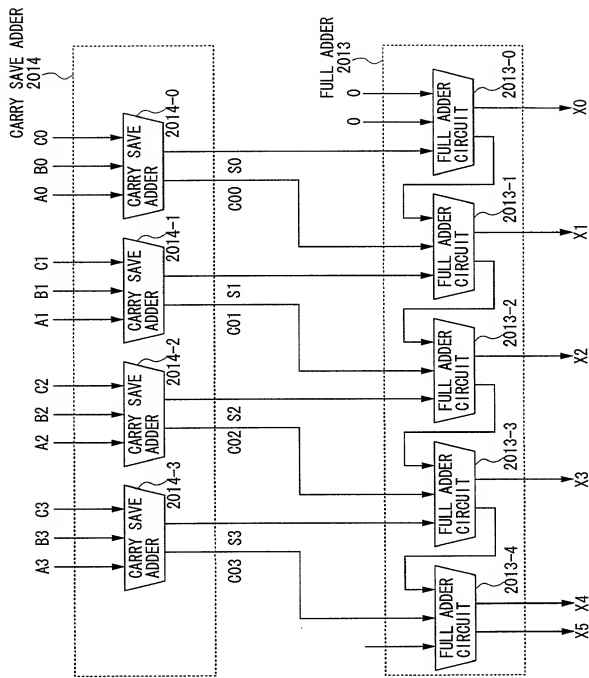 CARRY SAVE ADDER
2014
C0
B0
A0
CARRY SAVE
ADDER
2014-0
C1
B1
A1
CARRY SAVE
ADDER
2014-1
C2
B2
A2
CARRY SAVE
ADDER
2014-2
C3
B3
A3
CARRY SAVE
ADDER
2014-3
S0
C00
S1
C01
S2
C02
S3
C03
FULL ADDER
2013
0
0
FULL ADDER
CIRCUIT
2013-0
FULL ADDER
CIRCUIT
2013-1
FULL ADDER
CIRCUIT
2013-2
FULL ADDER
CIRCUIT
2013-3
FULL ADDER
CIRCUIT
2013-4
X0
X1
X2
X3
X4
X5